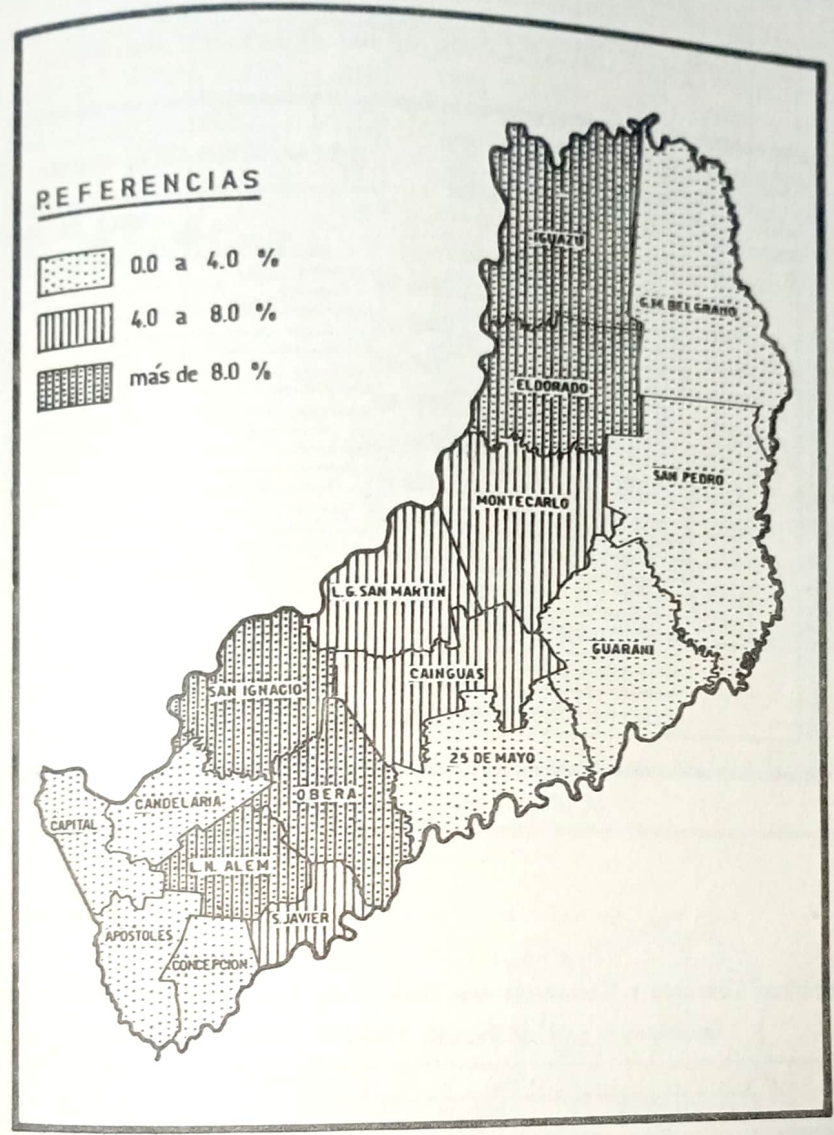 REFERENCIAS
0.0 a 4.0 %
4.0 a 8.0 %
más de 8.0 %
IGUAZU
G.M. BELGRANO
ELDORADO
SAN PEDRO
MONTECARLO
L.G. SAN MARTIN
GUARANI
CAINGUAS
SAN IGNACIO
25 DE MAYO
OBERA
CANDELARIA
CAPITAL
L.N. ALEM
S. JAVIER
APOSTOLES
CONCEPCION